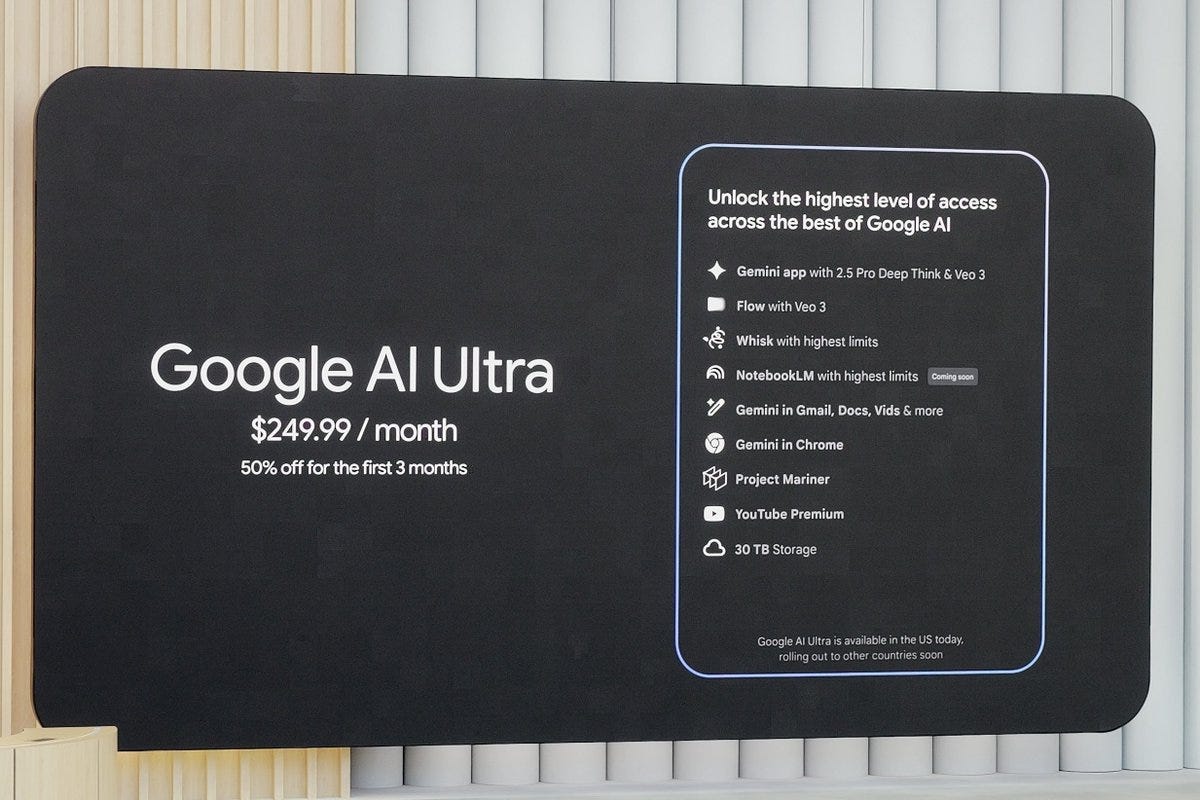 Google AI Ultra
$249.99 / month
50% off for the first 3 months
Unlock the highest level of access
across the best of Google AI
Gemini app with 2.5 Pro Deep Think & Veo 3
Flow with Veo 3
Whisk with highest limits
NotebookLM with highest limits Coming soon
Gemini in Gmail, Docs, Vids & more
Gemini in Chrome
Project Mariner
YouTube Premium
30 TB Storage
Google AI Ultra is available in the US today,
rolling out to other countries soon